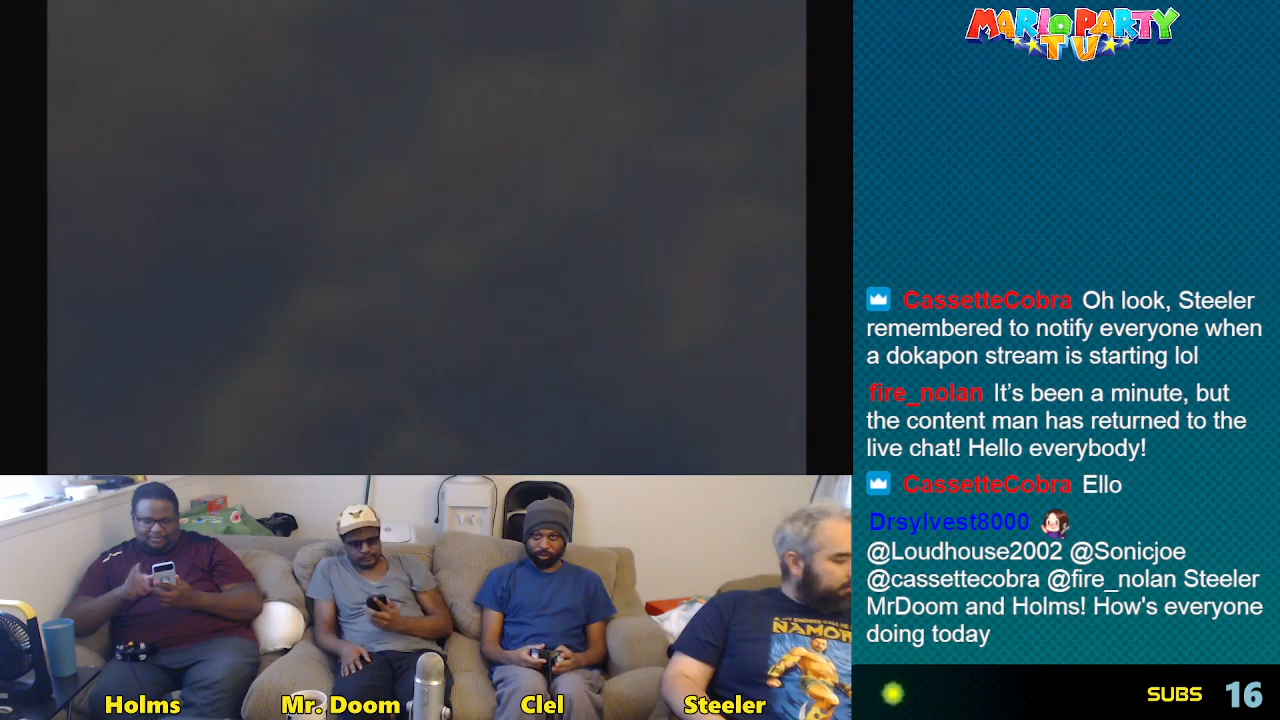 MARIO PARTY
TV
CassetteCobra Oh look, Steeler
remembered to notify everyone when
a dokapon stream is starting lol
fire_nolan It's been a minute, but
the content man has returned to the
live chat! Hello everybody!
CassetteCobra Ello
Drsylvest8000
@Loudhouse2002 @Sonicjoe
@cassettecobra @fire_nolan Steeler
MrDoom and Holms! How's everyone
doing today
NAMOR
Holms Mr. Doom Clel Steeler
SUBS 16